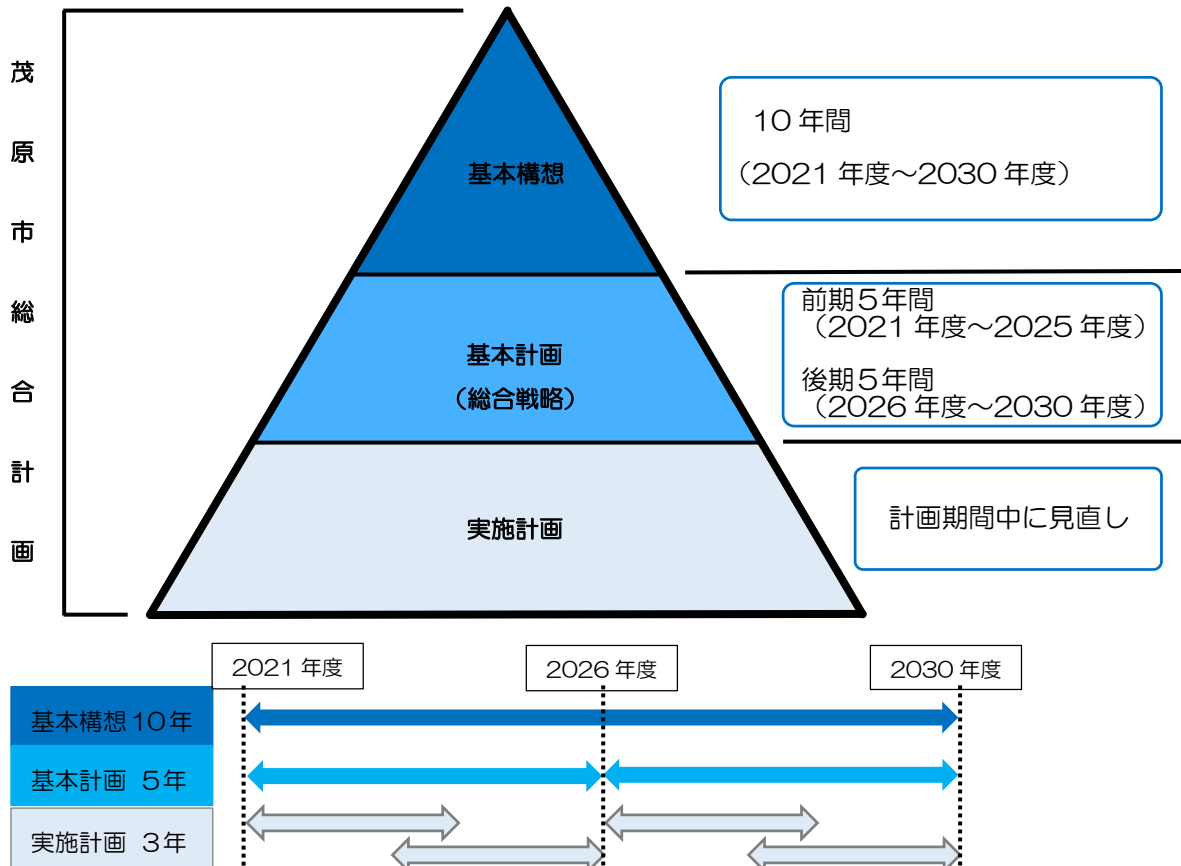 茂原市総合計画
基本構想
10年間
（2021年度～2030年度）
基本計画
（総合戦略）
前期５年間
（2021年度～2025年度）
後期５年間
（2026年度～2030年度）
実施計画
計画期間中に見直し
2021年度
2026年度
2030年度
基本構想10年
基本計画 ５年
実施計画 ３年